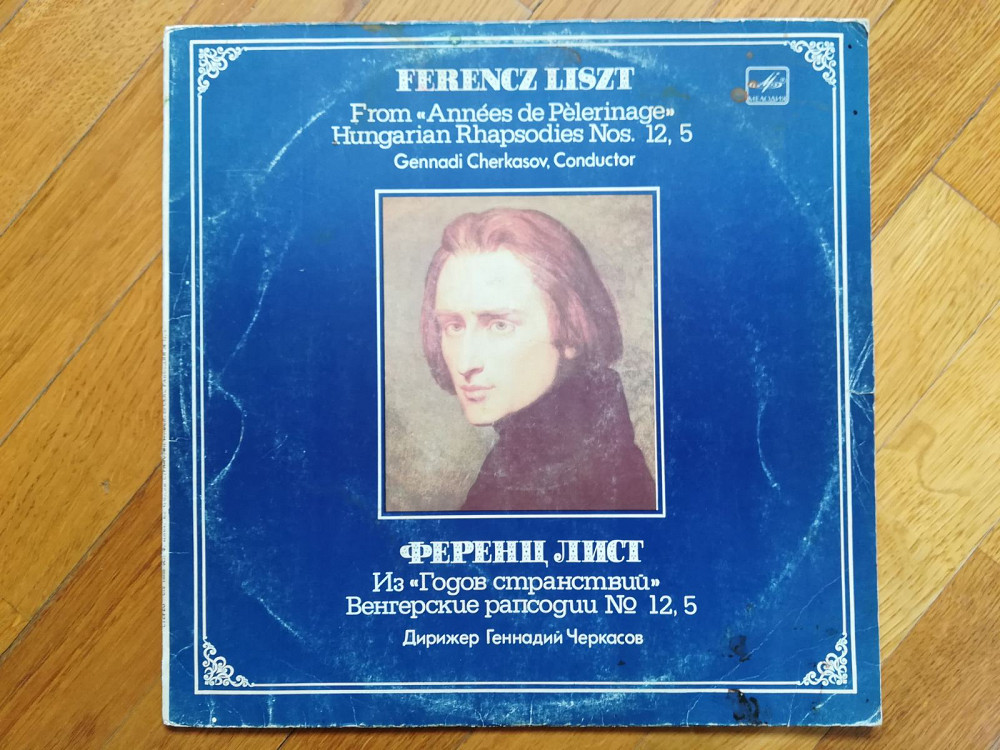 FERENCZ LISZT
From «Années de Pèlerinage»
Hungarian Rhapsodies Nos. 12, 5
Gennadi Cherkasov, Conductor
МЕЛОДИЯ
ФЕРЕНЦ ЛИСТ
Из «Годов странствий»
Венгерские рапсодии № 12, 5
Дирижер Геннадий Черкасов